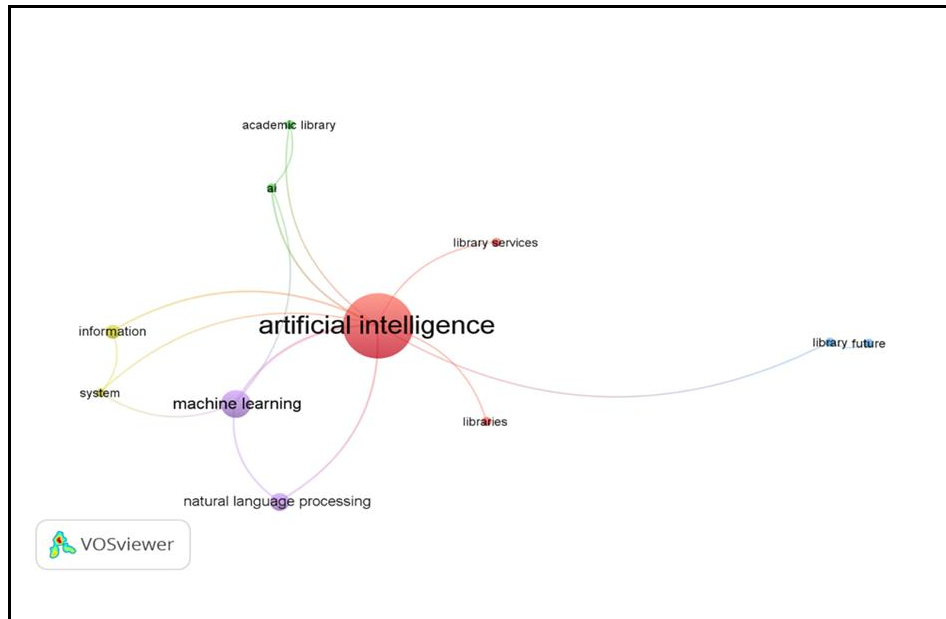 academic library
ai
library services
artificial intelligence
information
library future
system
machine learning
libraries
natural language processing
VOSviewer